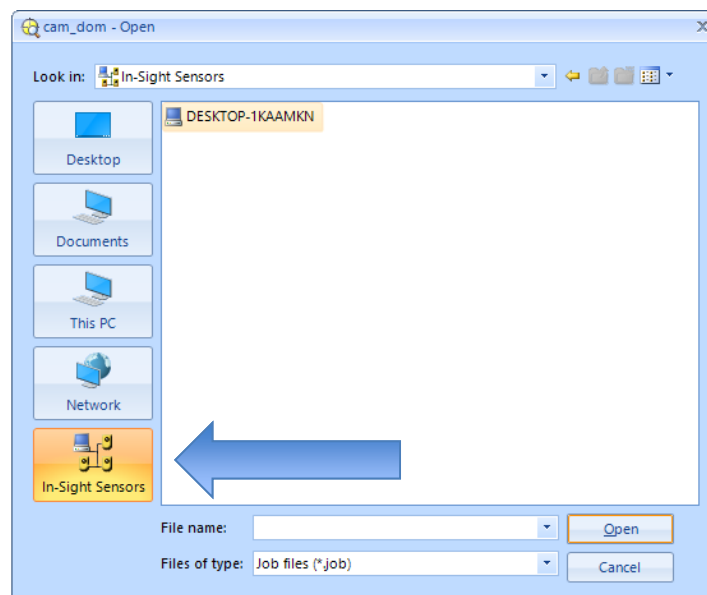 cam_dom - Open
Look in: In-Sight Sensors
DESKTOP-1KAAMKN
Desktop
Documents
This PC
Network
In-Sight Sensors
File name: Open
Files of type: Job files (*.job) Cancel